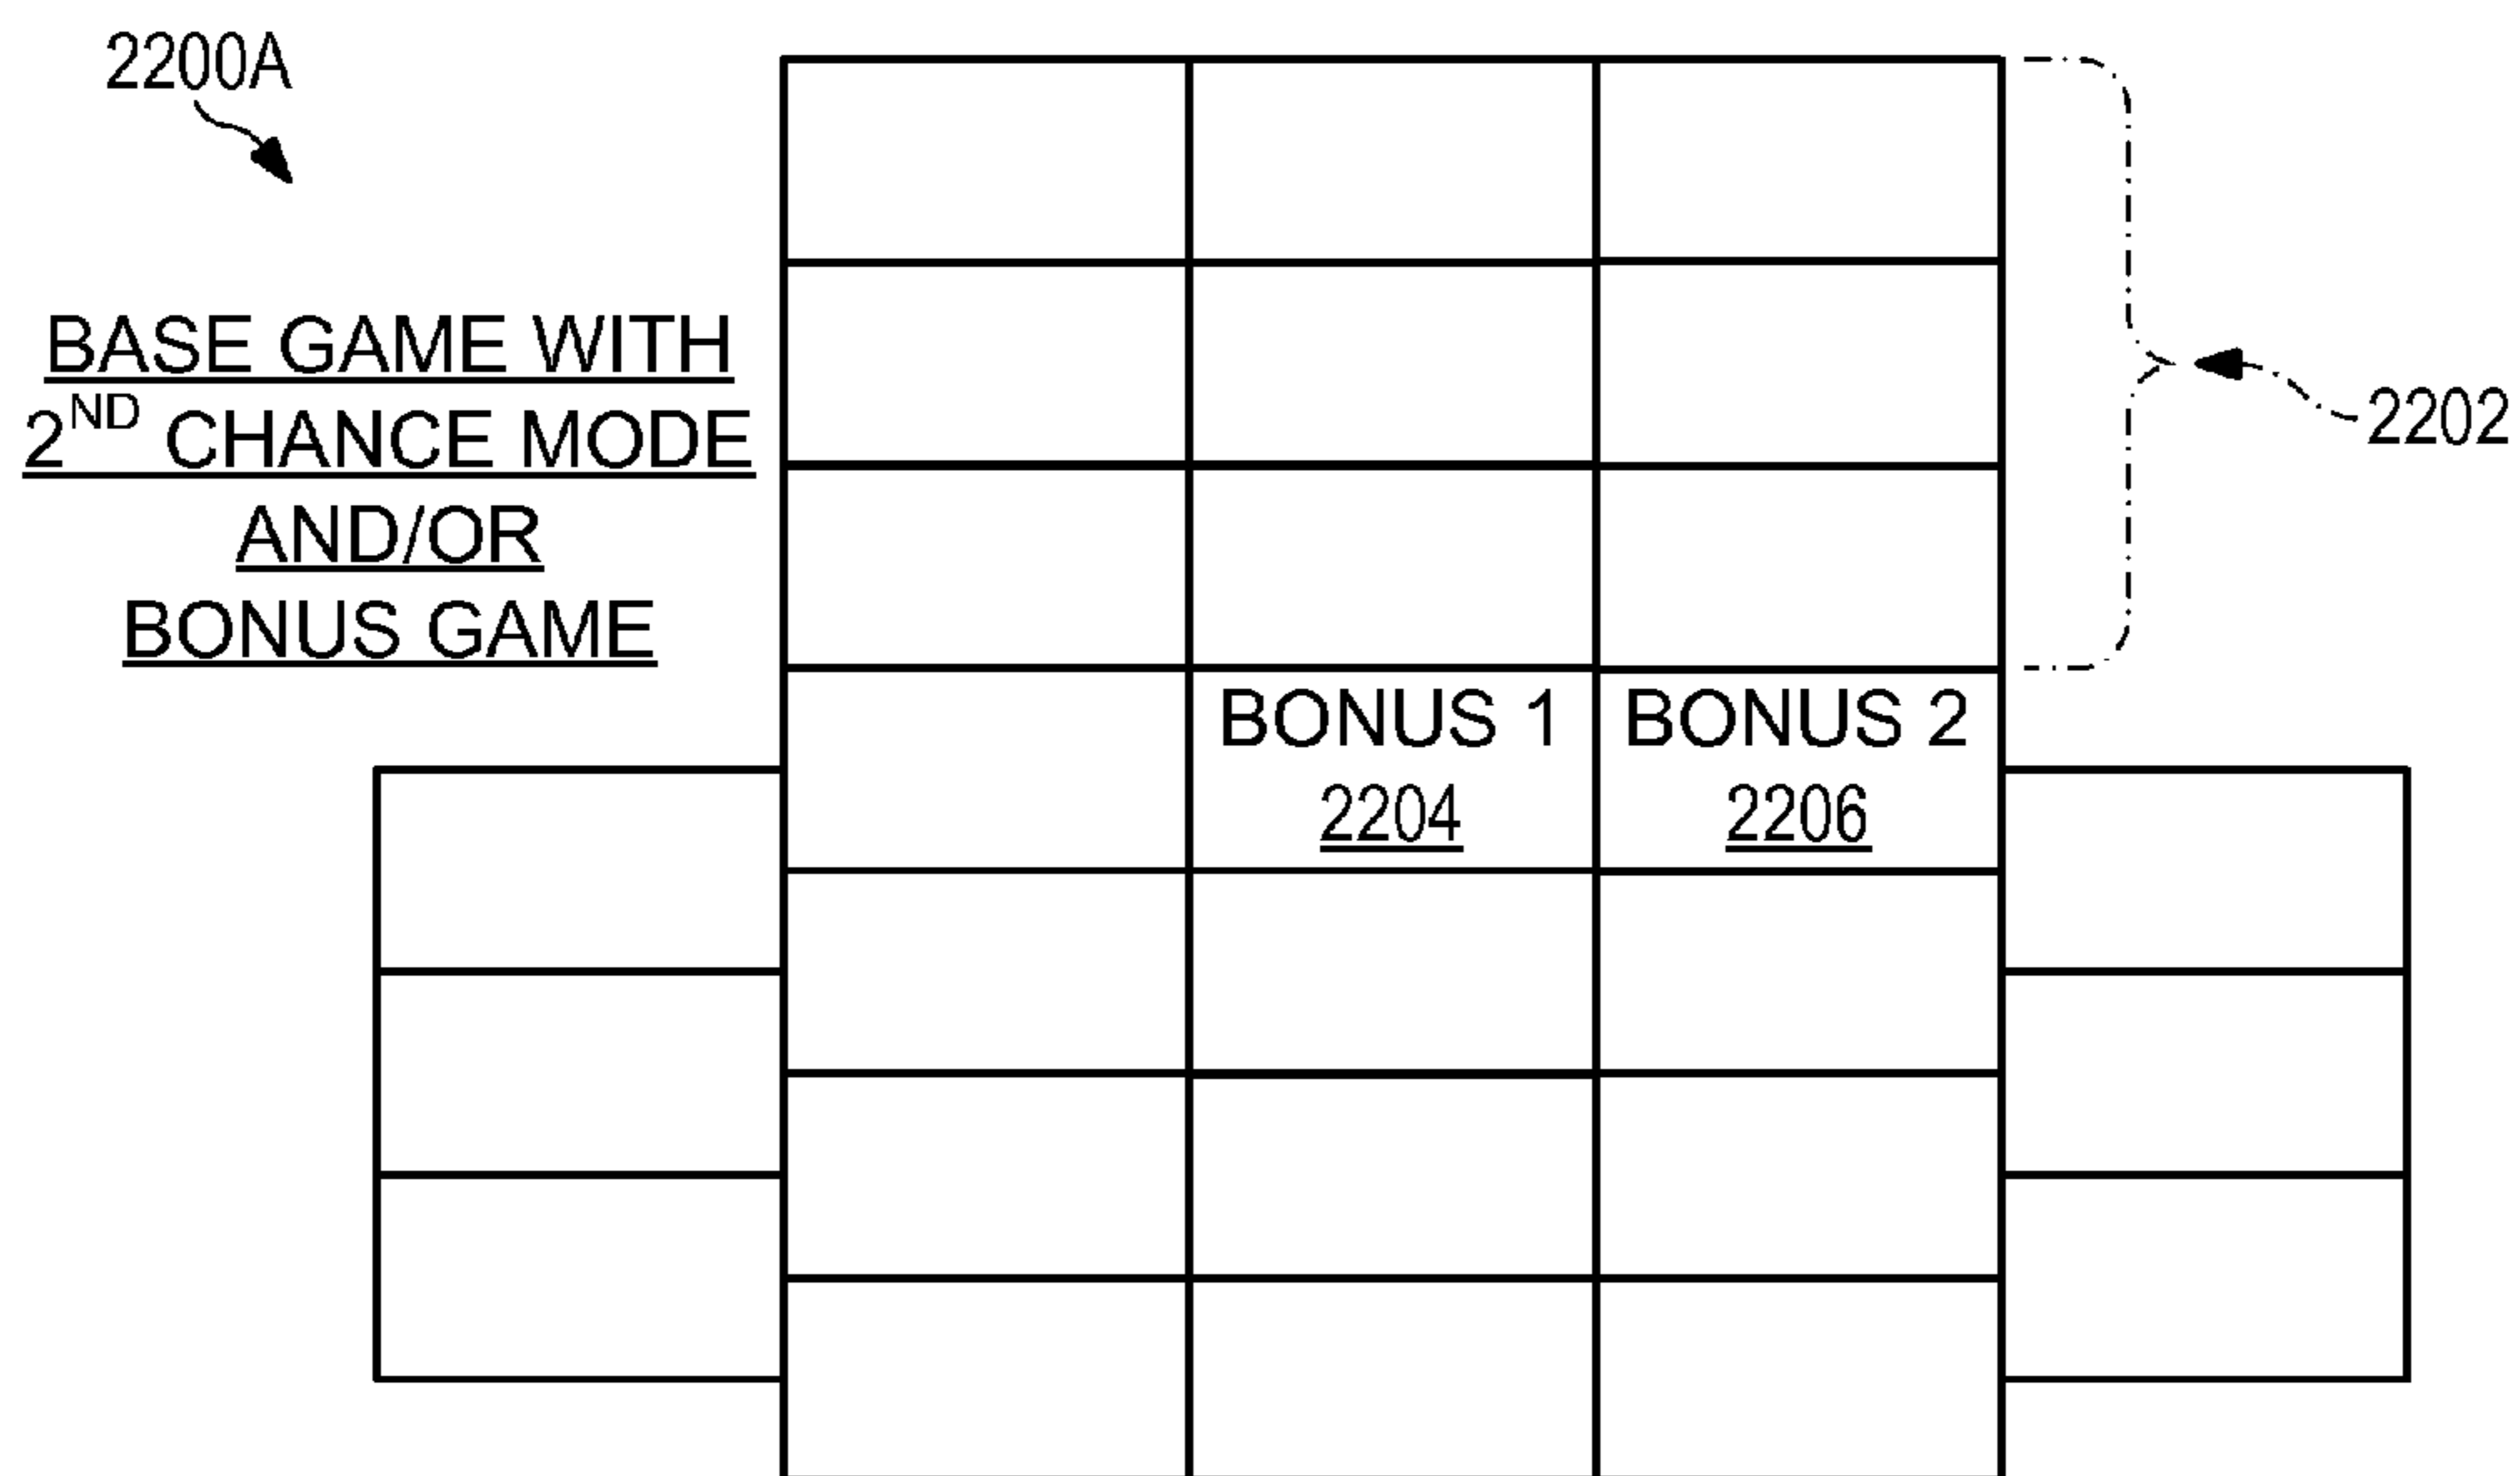 2200A
BASE GAME WITH
2ND CHANCE MODE
AND/OR
BONUS GAME
2202
BONUS 1
2204
BONUS 2
2206